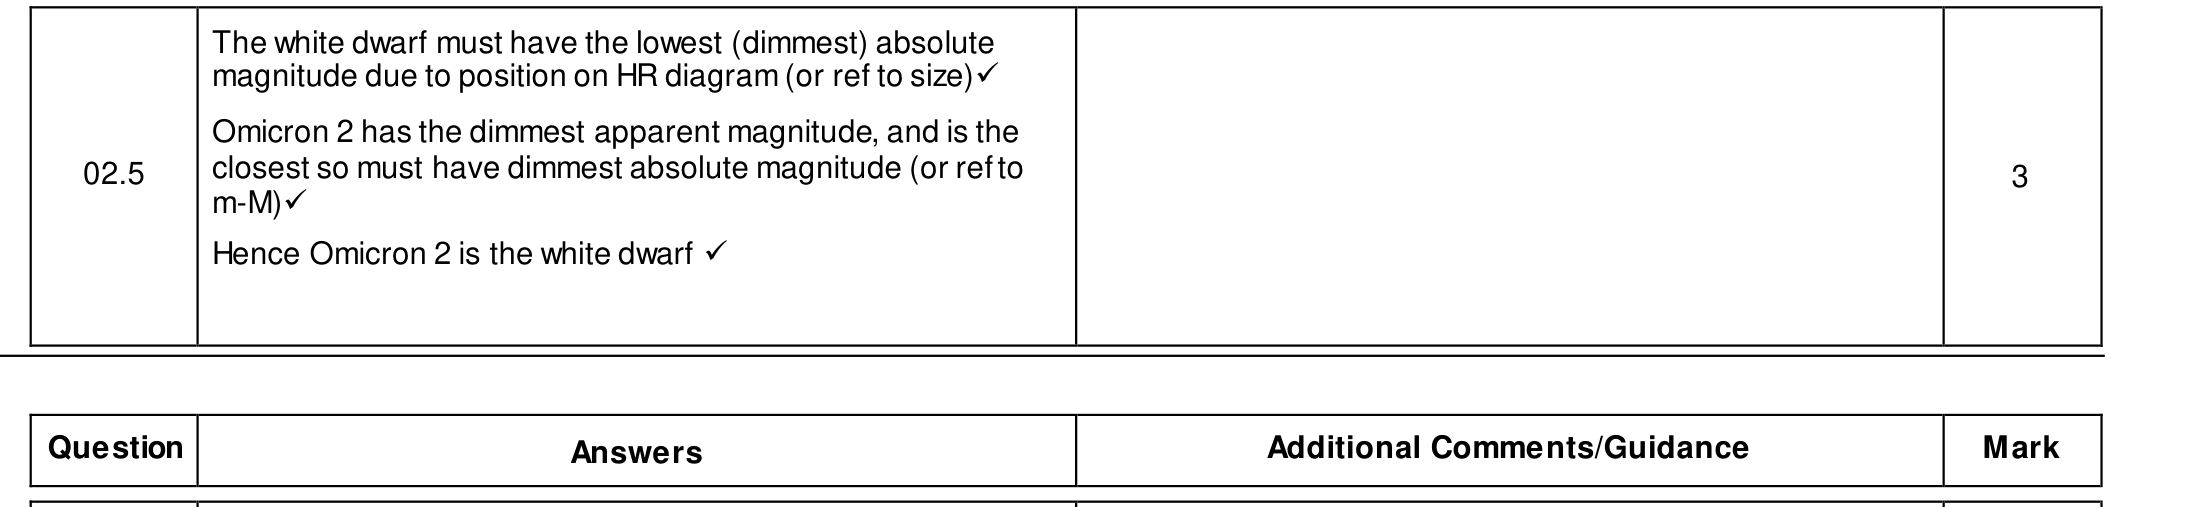 The white dwarf must have the lowest (dimmest) absolute
magnitude due to position on HR diagram (or ref to size)✓
Omicron 2 has the dimmest apparent magnitude, and is the
closest so must have dimmest absolute magnitude (or ref to
m-M)✓
02.5
3
Hence Omicron 2 is the white dwarf ✓
Question
Answers
Additional Comments/Guidance
Mark